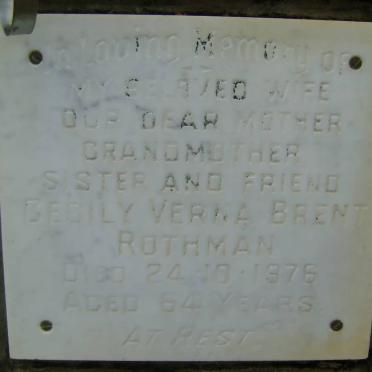 In Loving Memory of
MY BELOVED WIFE
OUR DEAR MOTHER
GRANDMOTHER
SISTER AND FRIEND
CECILY VERNA BRENT
ROTHMAN
DIED 24·10·1976
AGED 64 YEARS
AT REST